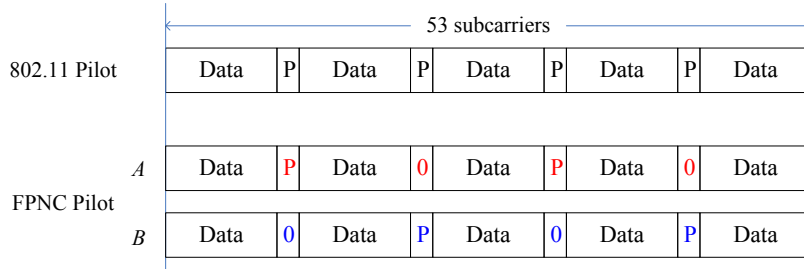 53 subcarriers
802.11 Pilot Data P Data P Data P Data P Data
A Data P Data 0 Data P Data 0 Data
FPNC Pilot
B Data 0 Data P Data 0 Data P Data